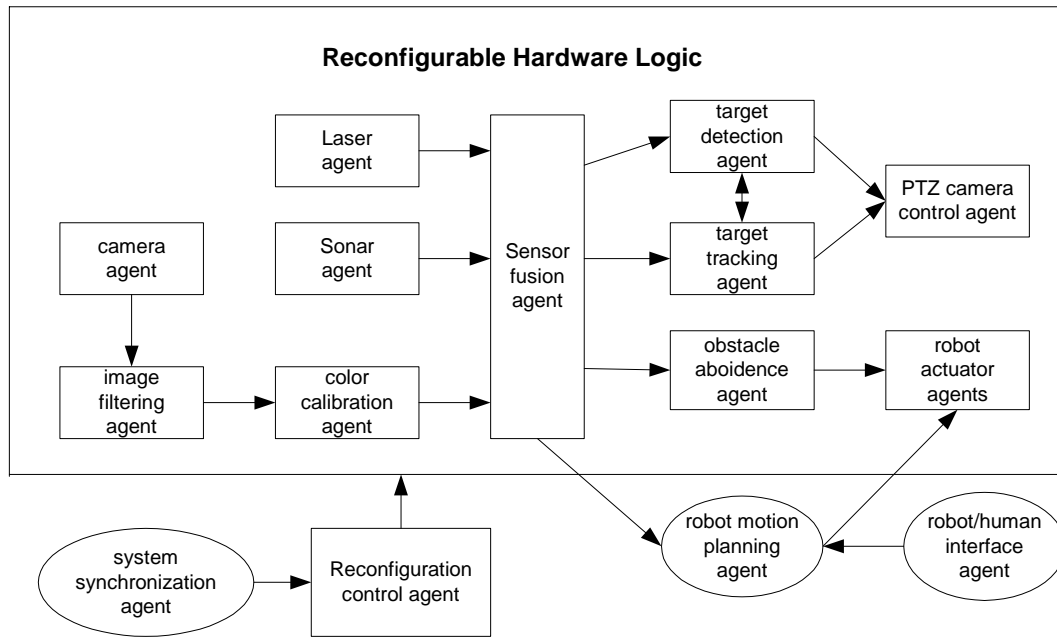 Reconfigurable Hardware Logic
Laser
agent
target
detection
agent
PTZ camera
control agent
camera
agent
Sonar
agent
Sensor
fusion
agent
target
tracking
agent
image
filtering
agent
color
calibration
agent
obstacle
aboidence
agent
robot
actuator
agents
system
synchronization
agent
Reconfiguration
control agent
robot motion
planning
agent
robot/human
interface
agent